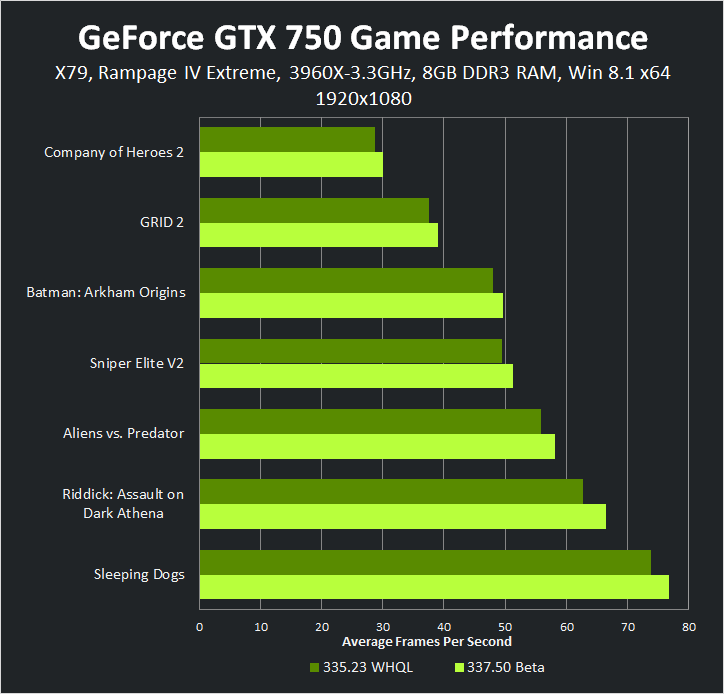 GeForce GTX 750 Game Performance
X79, Rampage IV Extreme, 3960X-3.3GHz, 8GB DDR3 RAM, Win 8.1 x64
1920x1080
Company of Heroes 2
GRID 2
Batman: Arkham Origins
Sniper Elite V2
Aliens vs. Predator
Riddick: Assault on
Dark Athena
Sleeping Dogs
0 10 20 30 40 50 60 70 80
Average Frames Per Second
335.23 WHQL 337.50 Beta